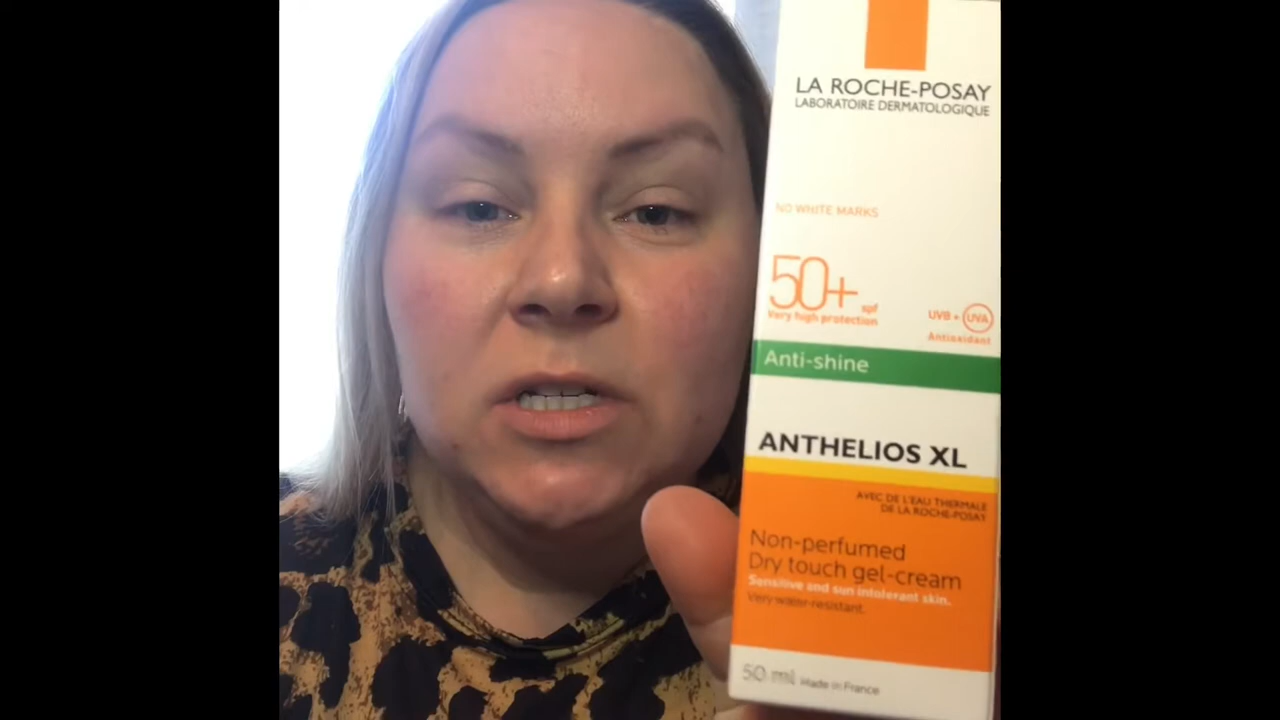 LA ROCHE-POSAY
LABORATOIRE DERMATOLOGIQUE
NO WHITE MARKS
50+ spf
Very high protection
UVB + UVA
Antioxidant
Anti-shine
ANTHELIOS XL
AVEC DE L'EAU THERMALE
DE LA ROCHE-POSAY
Non-perfumed
Dry touch gel-cream
Sensitive and sun intolerant skin.
Very water-resistant.
50 ml Made in France